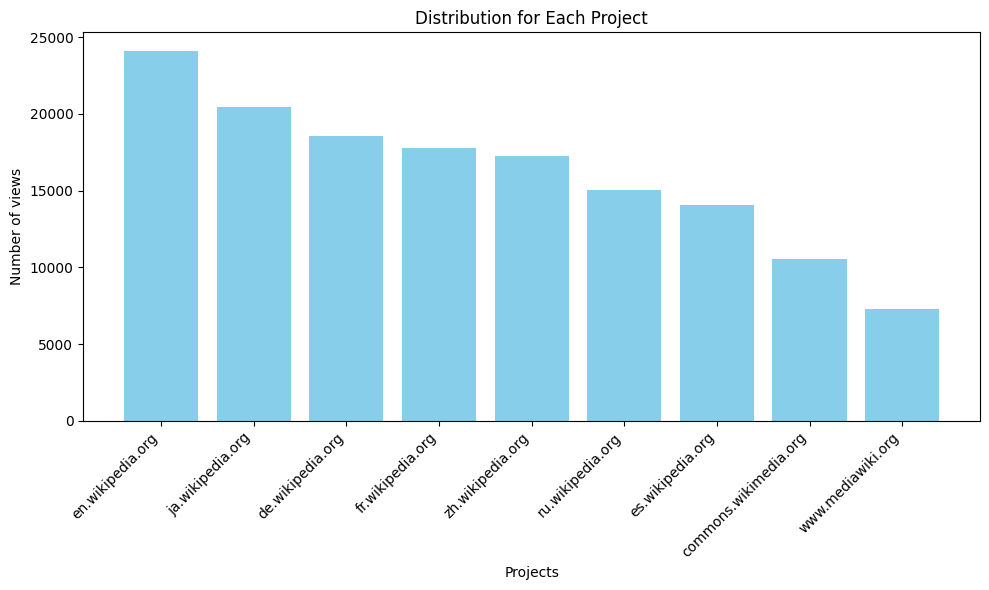 Distribution for Each Project
Number of views
25000
20000
15000
10000
5000
0
en.wikipedia.org
ja.wikipedia.org
de.wikipedia.org
fr.wikipedia.org
zh.wikipedia.org
ru.wikipedia.org
es.wikipedia.org
commons.wikimedia.org
www.mediawiki.org
Projects